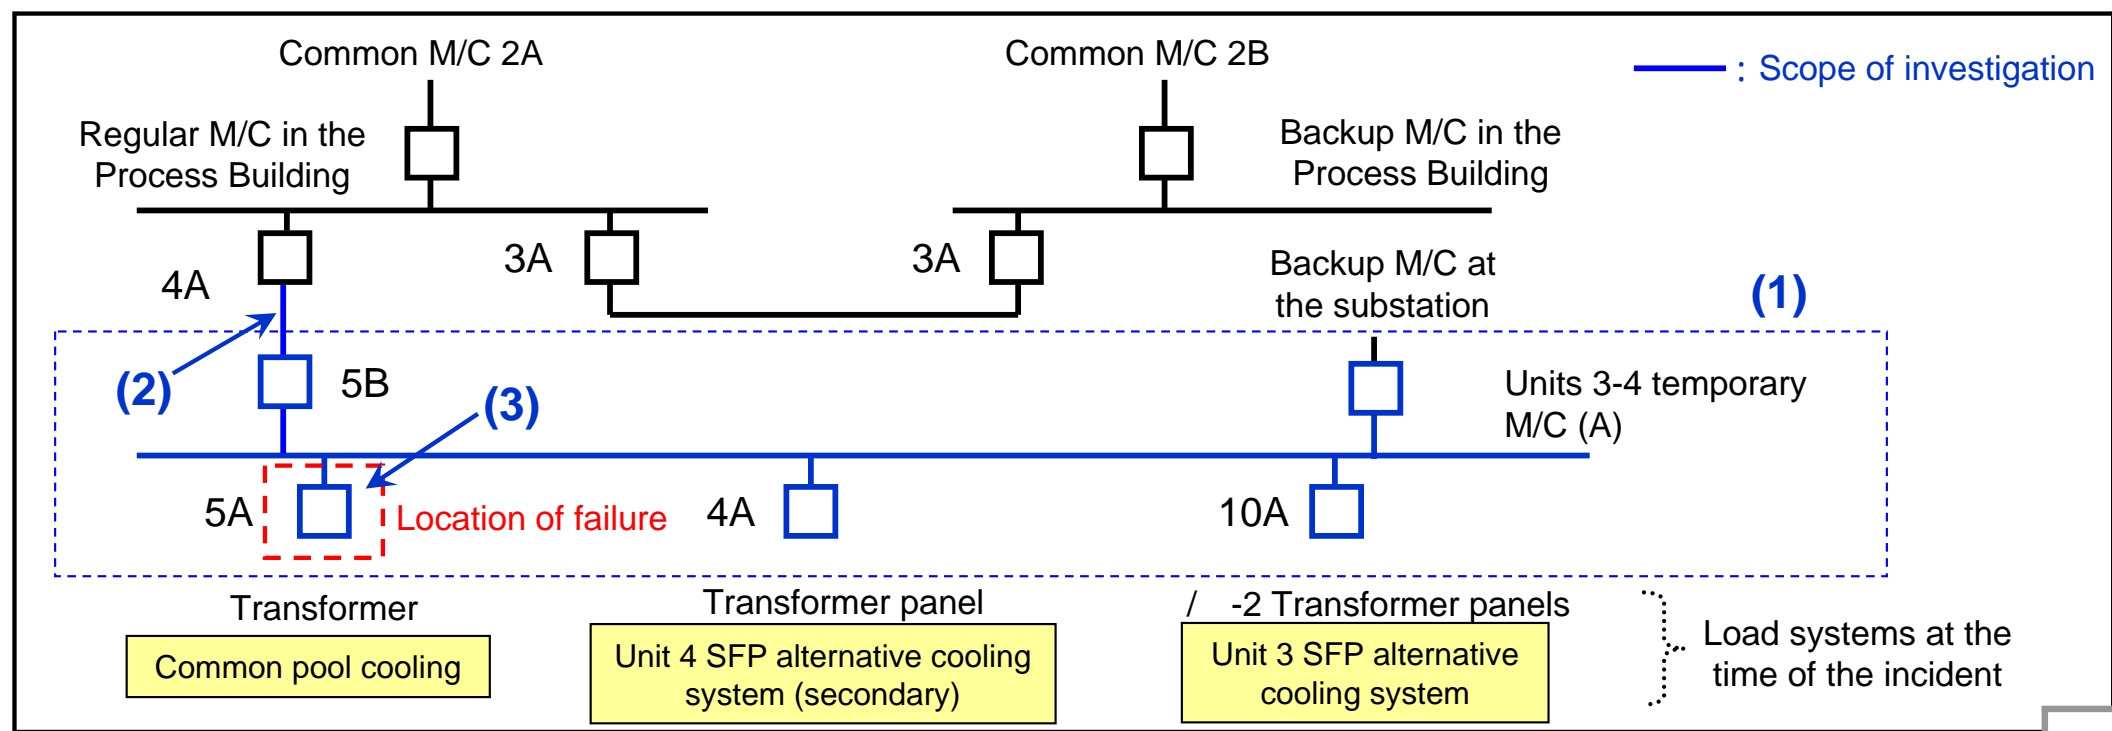 Common M/C 2A
Common M/C 2B
: Scope of investigation
Regular M/C in the
Process Building
Backup M/C in the
Process Building
4A
3A
3A
Backup M/C at
the substation
(1)
(2)
5B
(3)
Units 3-4 temporary
M/C (A)
5A
Location of failure
4A
10A
Transformer
Transformer panel
/ -2 Transformer panels
Common pool cooling
Unit 4 SFP alternative cooling
system (secondary)
Unit 3 SFP alternative
cooling system
Load systems at the
time of the incident